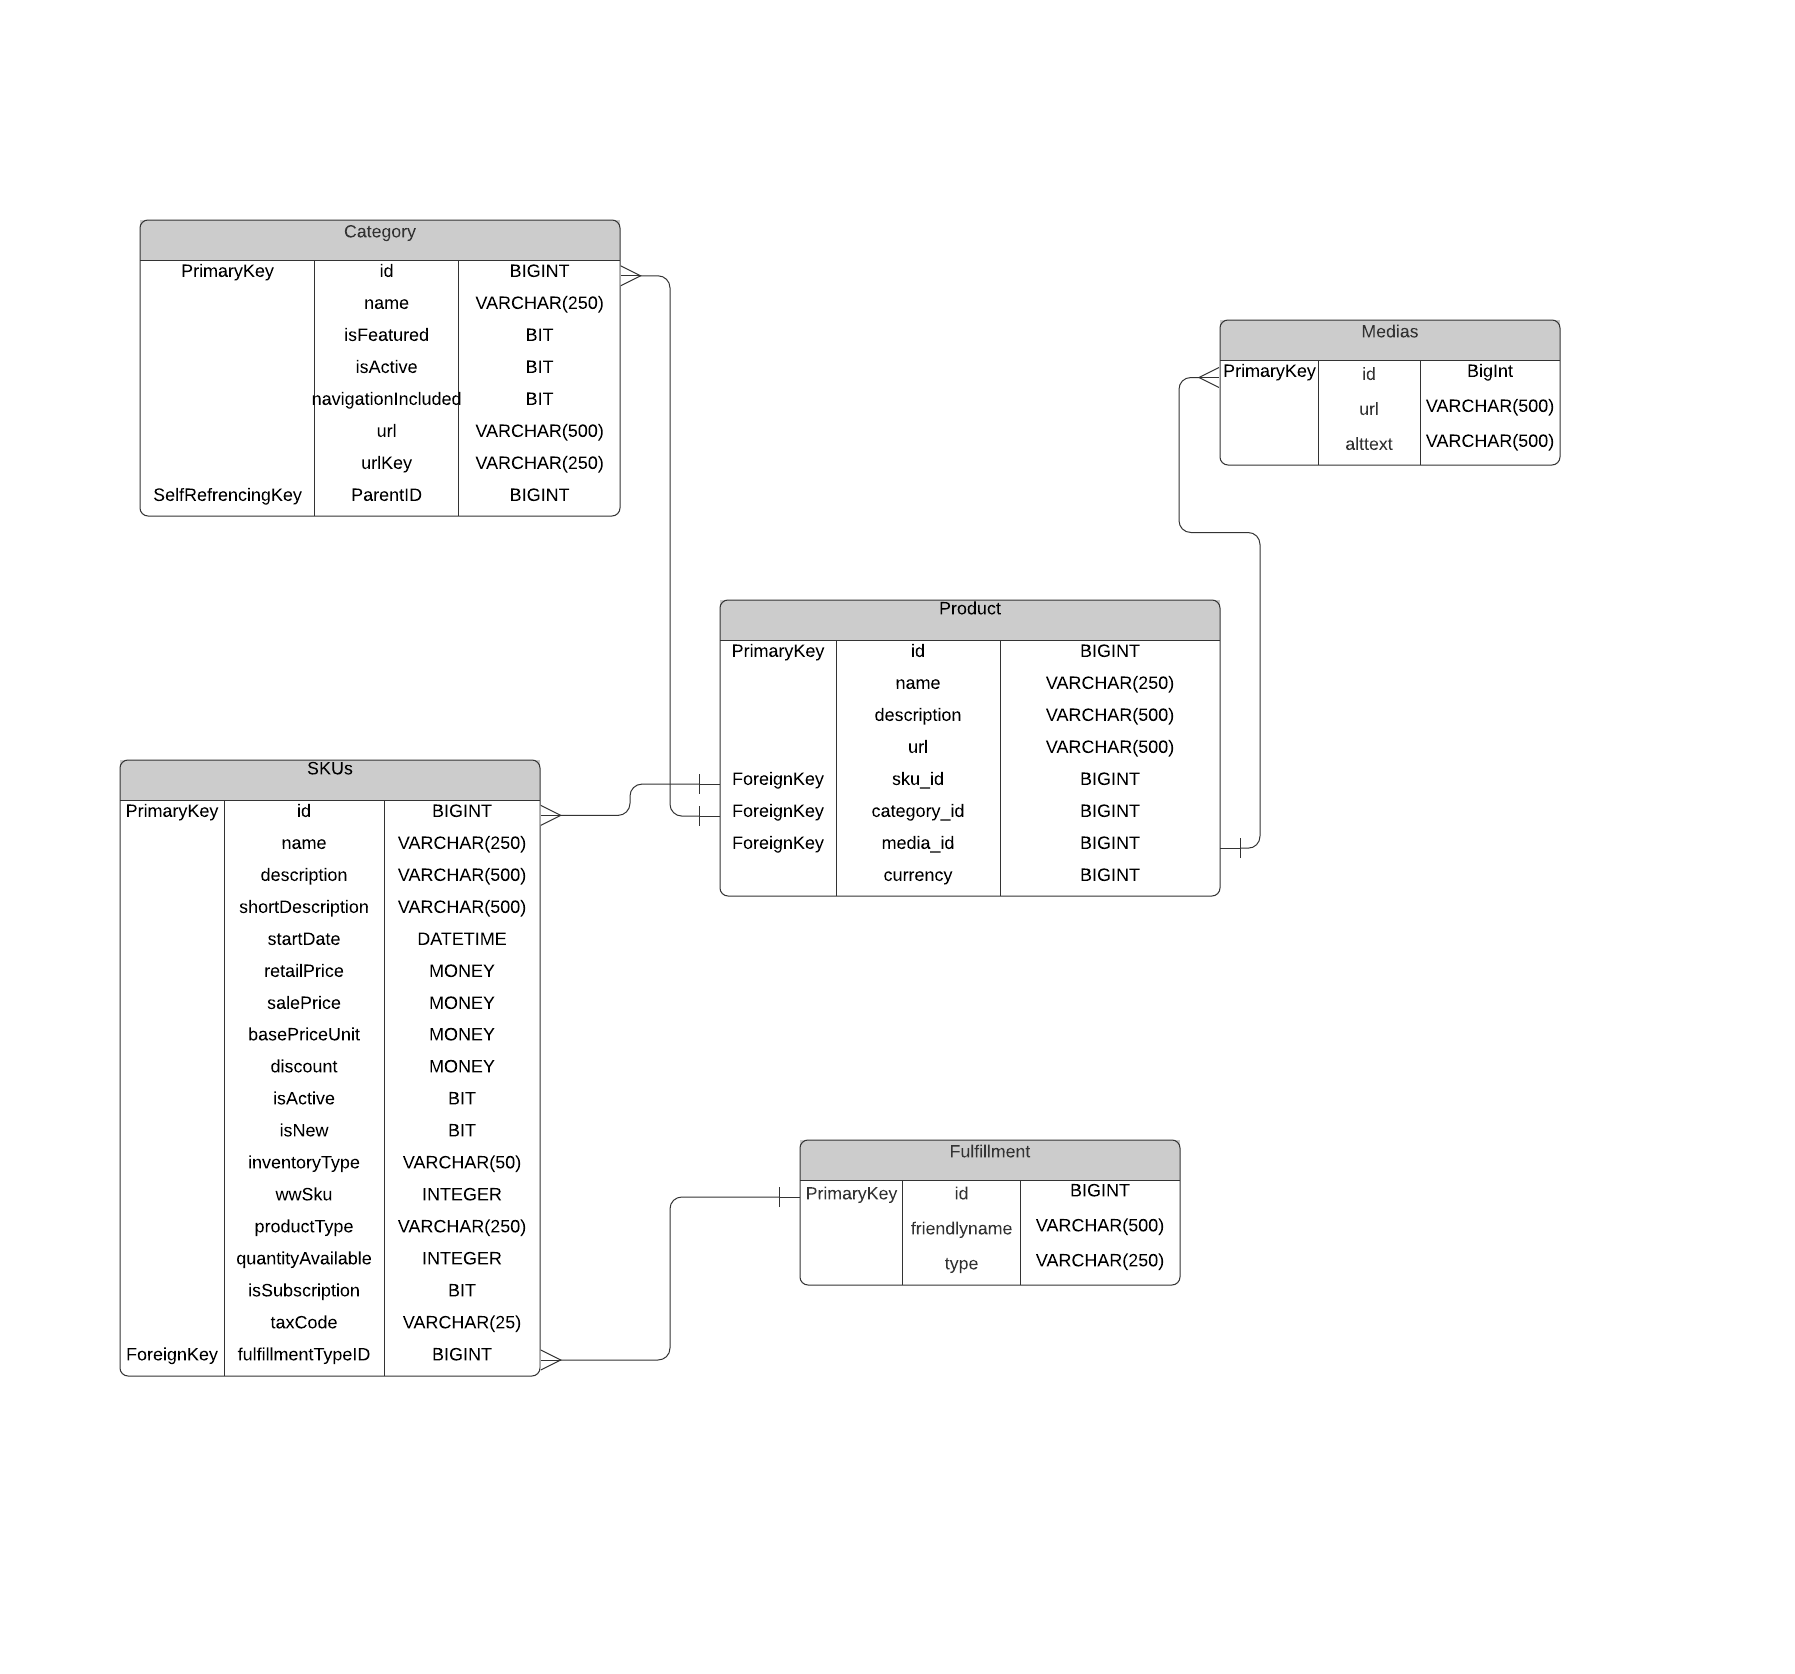 Category
PrimaryKey id BIGINT
name VARCHAR(250)
isFeatured BIT
isActive BIT
navigationIncluded BIT
url VARCHAR(500)
urlKey VARCHAR(250)
SelfRefrencingKey ParentID BIGINT
Medias
PrimaryKey id BigInt
url VARCHAR(500)
alttext VARCHAR(500)
Product
PrimaryKey id BIGINT
name VARCHAR(250)
description VARCHAR(500)
url VARCHAR(500)
ForeignKey sku_id BIGINT
ForeignKey category_id BIGINT
ForeignKey media_id BIGINT
currency BIGINT
SKUs
PrimaryKey id BIGINT
name VARCHAR(250)
description VARCHAR(500)
shortDescription VARCHAR(500)
startDate DATETIME
retailPrice MONEY
salePrice MONEY
basePriceUnit MONEY
discount MONEY
isActive BIT
isNew BIT
inventoryType VARCHAR(50)
wwSku INTEGER
productType VARCHAR(250)
quantityAvailable INTEGER
isSubscription BIT
taxCode VARCHAR(25)
ForeignKey fulfillmentTypeID BIGINT
Fulfillment
PrimaryKey id BIGINT
friendlyname VARCHAR(500)
type VARCHAR(250)